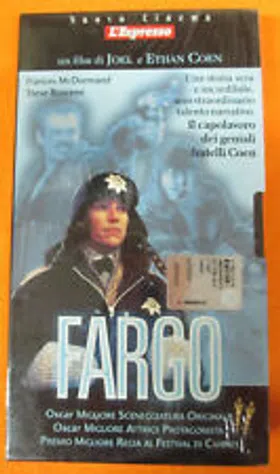 Nuovo Cinema
L'Espresso
un film di JOEL e ETHAN COEN
Frances McDormand
Steve Buscemi
Una storia vera
e incredibile,
uno straordinario
talento narrativo.
Il capolavoro
dei geniali
fratelli Coen
FARGO
OSCAR MIGLIORE SCENEGGIATURA ORIGINALE
OSCAR MIGLIORE ATTRICE PROTAGONISTA
PREMIO MIGLIORE REGIA AL FESTIVAL DI CANNES